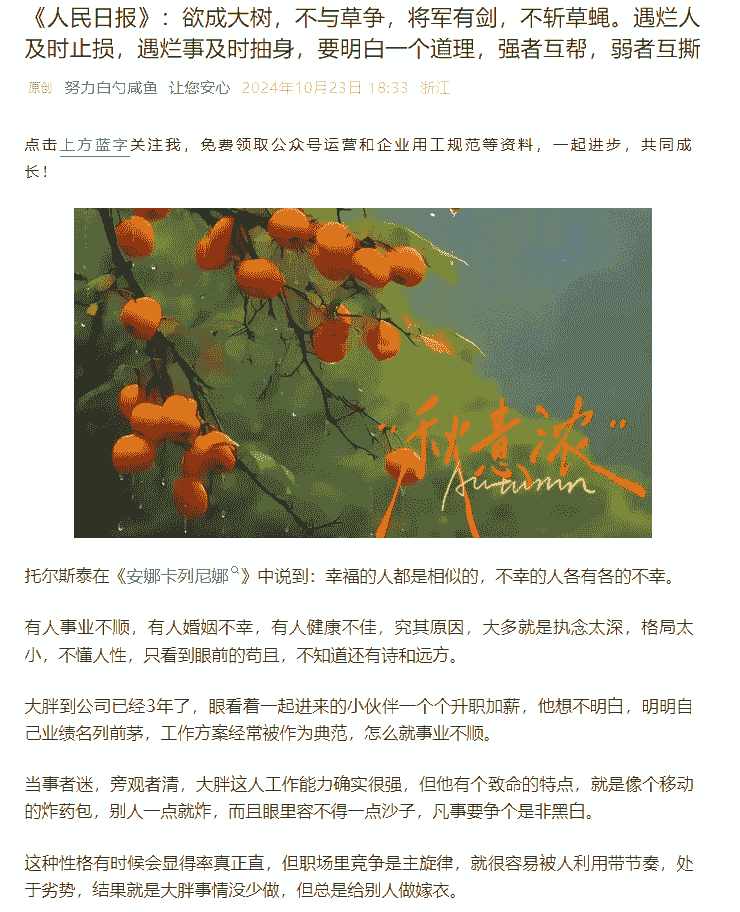 《人民日报》：欲成大树，不与草争，将军有剑，不斩草蝇。遇烂人
及时止损，遇烂事及时抽身，要明白一个道理，强者互帮，弱者互撕
原创 努力白勺咸鱼 让您安心 2024年10月23日 18:33 浙江
点击上方蓝字关注我，免费领取公众号运营和企业用工规范等资料，一起进步，共同成
长！
“秋意浓”
Autumn
托尔斯泰在《安娜卡列尼娜》中说到：幸福的人都是相似的，不幸的人各有各的不幸。
有人事业不顺，有人婚姻不幸，有人健康不佳，究其原因，大多就是执念太深，格局太
小，不懂人性，只看到眼前的苟且，不知道还有诗和远方。
大胖到公司已经3年了，眼看着一起进来的小伙伴一个个升职加薪，他想不明白，明明自
己业绩名列前茅，工作方案经常被作为典范，怎么就事业不顺。
当事者迷，旁观者清，大胖这人工作能力确实很强，但他有个致命的特点，就是像个移动
的炸药包，别人一点就炸，而且眼里容不得一点沙子，凡事要争个是非黑白。
这种性格有时候会显得率真正直，但职场里竞争是主旋律，就很容易被人利用带节奏，处
于劣势，结果就是大胖事情没少做，但总是给别人做嫁衣。